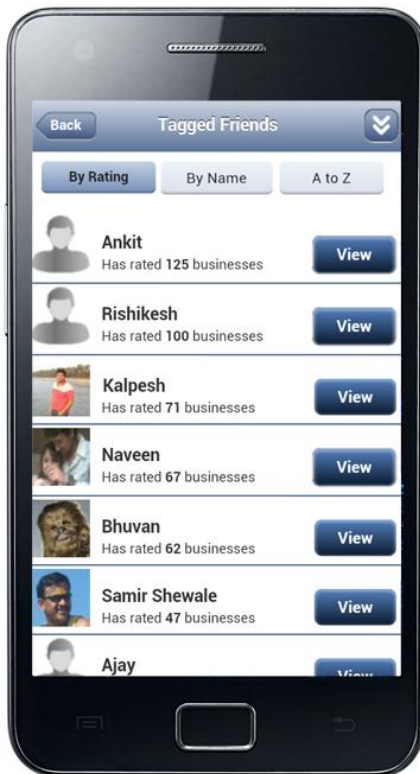 Back
Tagged Friends
By Rating
By Name
A to Z
Ankit
Has rated 125 businesses
View
Rishikesh
Has rated 100 businesses
View
Kalpesh
Has rated 71 businesses
View
Naveen
Has rated 67 businesses
View
Bhuvan
Has rated 62 businesses
View
Samir Shewale
Has rated 47 businesses
View
Ajay
View